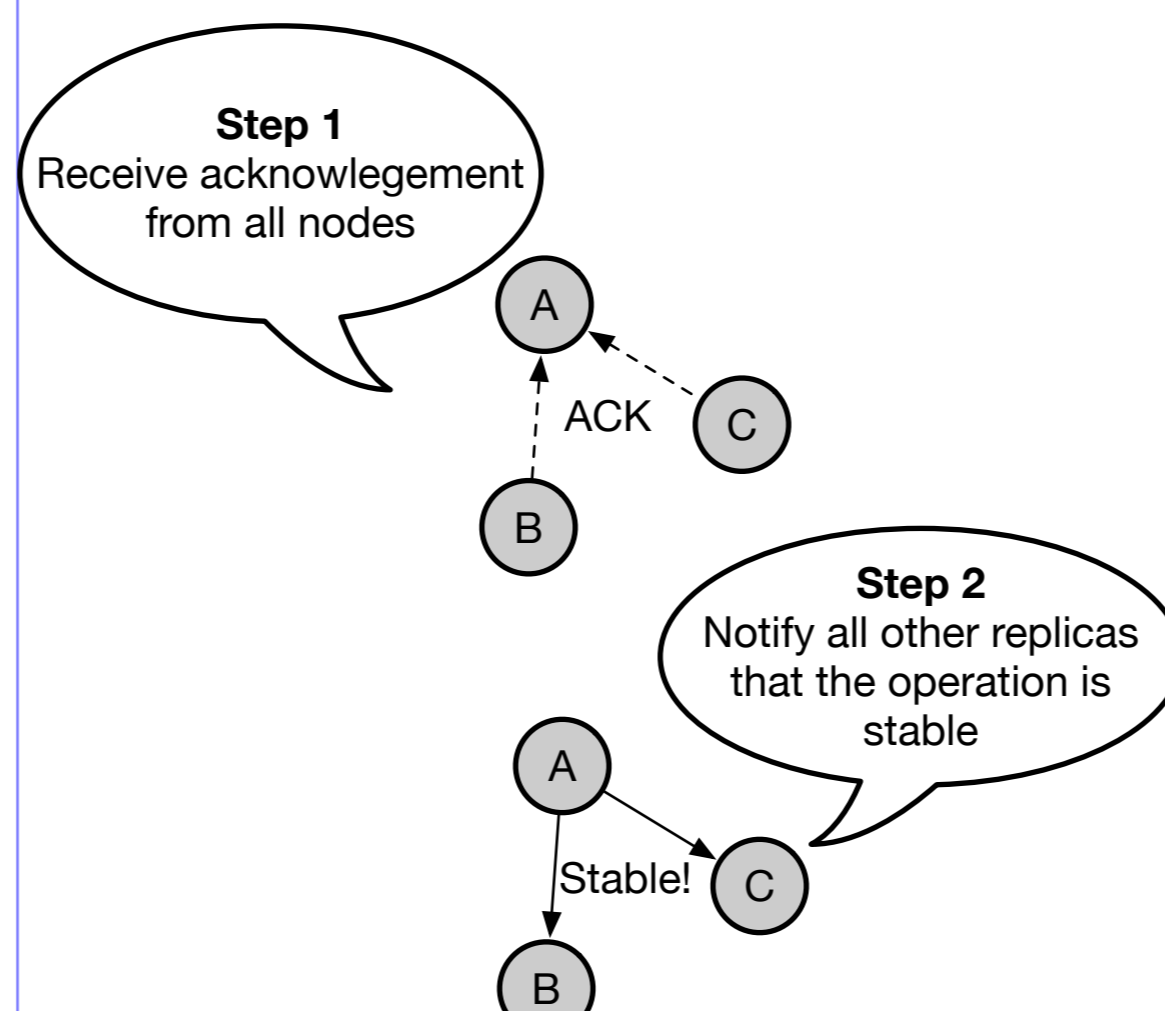 Step 1
Receive acknowlegement
from all nodes
A
ACK
C
B
Step 2
Notify all other replicas
that the operation is
stable
A
Stable!
C
B